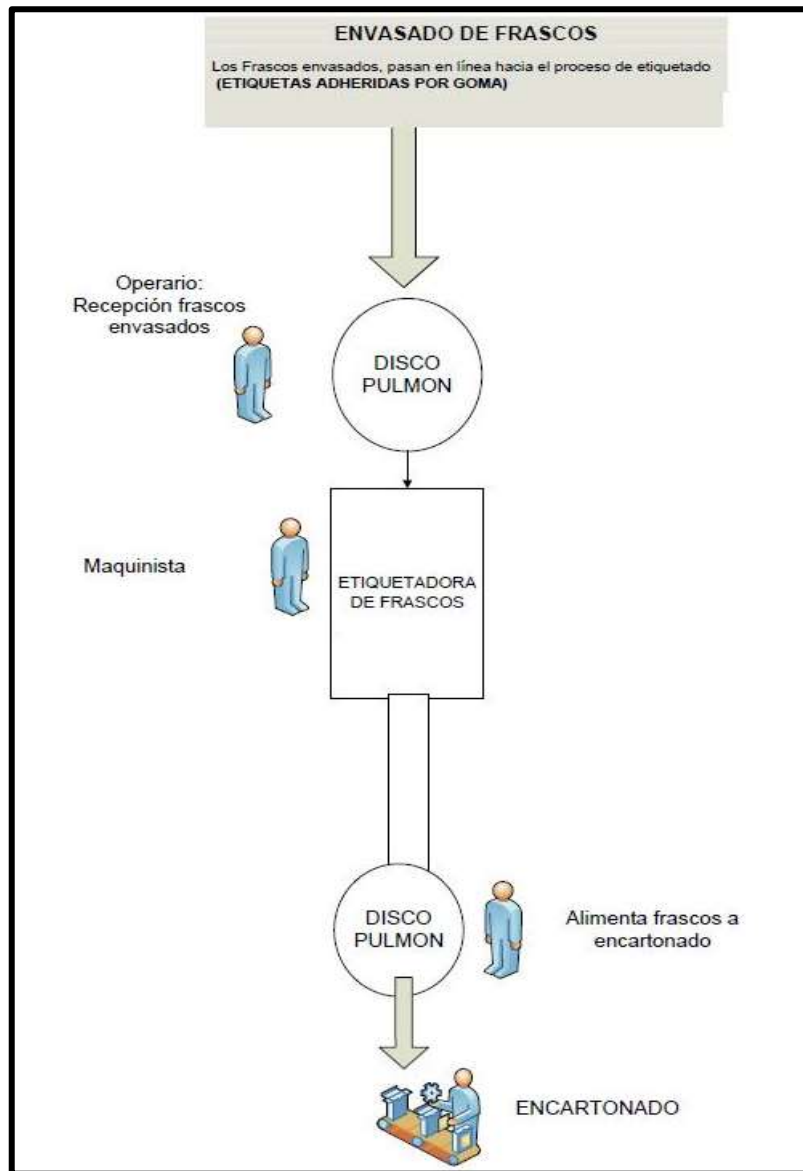 ENVASADO DE FRASCOS
Los Frascos envasados, pasan en línea hacia el proceso de etiquetado
(ETIQUETAS ADHERIDAS POR GOMA)
Operario:
Recepción frascos
envasados
DISCO
PULMON
Maquinista
ETIQUETADORA
DE FRASCOS
DISCO
PULMON
Alimenta frascos a
encartonado
ENCARTONADO